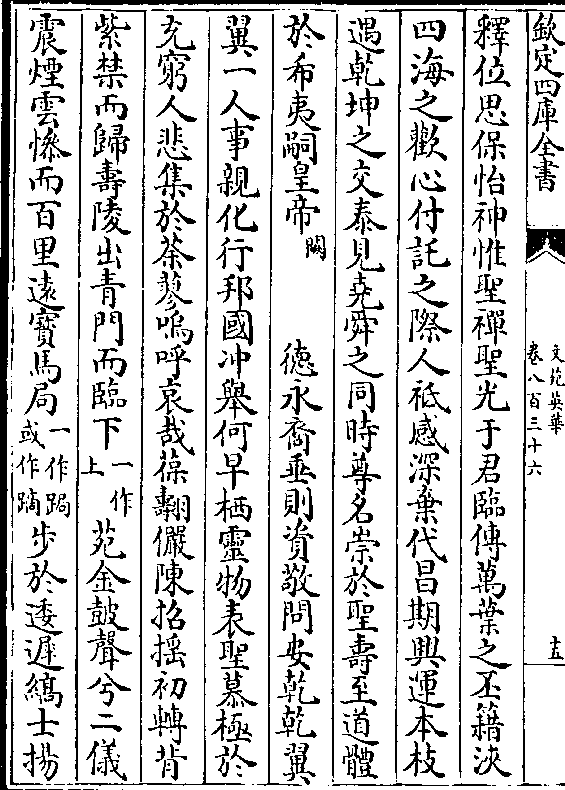 欽定四庫全書
文苑英華
卷八百三十六
十五
釋位思保怡神惟聖禪聖光于君臨傳萬葉之丕籍浹
四海之歡心付託之際人祗感深棄代昌期興運本枝
遇乾坤之交泰見堯舜之同時尊名崇於聖壽至道體
於希夷嗣皇帝闕德永裔垂則資敬問安乾乾翼
翼一人事親化行邦國冲舉何早栖靈物表聖慕極於
充窮人悲集於荼蓼嗚呼哀哉葆翿儼陳招摇初轉背
紫禁而歸壽陵出青門而臨下一作上苑金鼓聲兮二儀
震煙雲慘而百里遠寶馬局一作跼或作蹢步於逶遲縞士揚